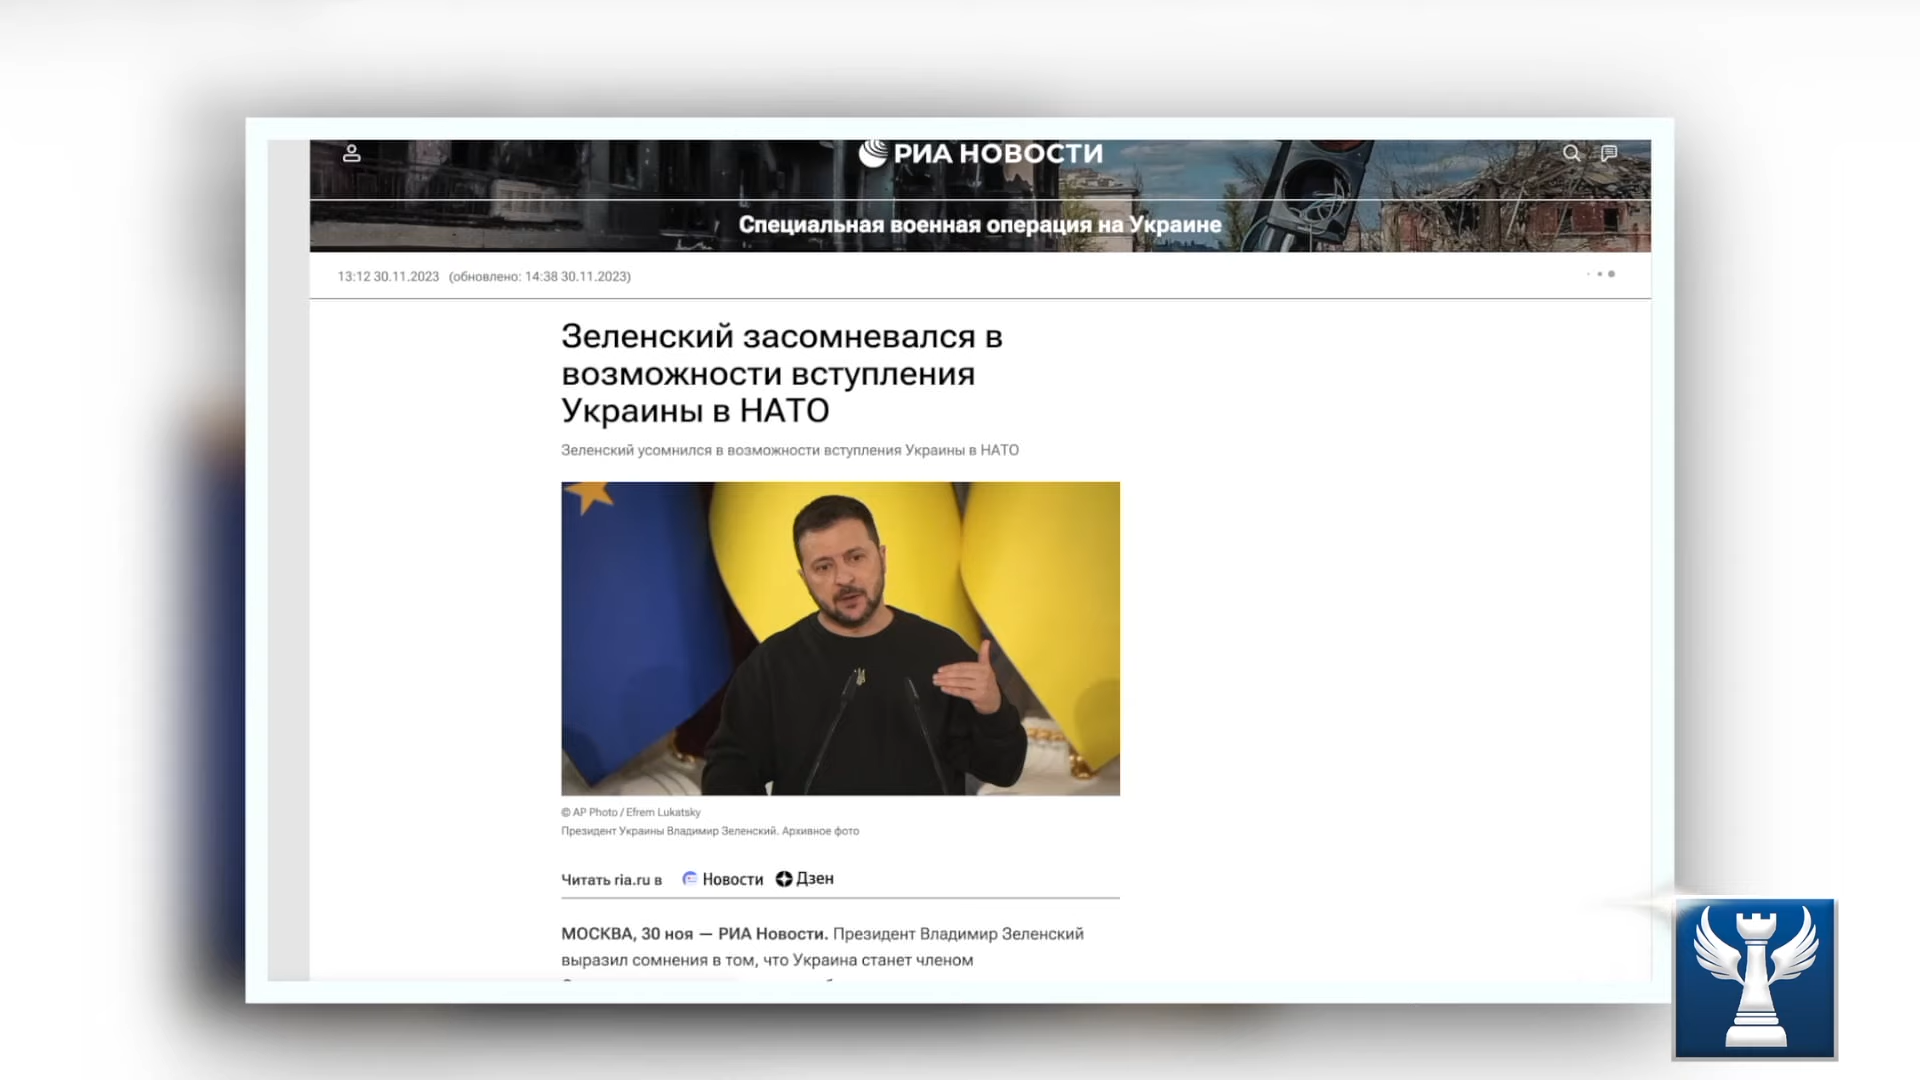 РИА НОВОСТИ
Специальная военная операция на Украине
13:12 30.11.2023 (обновлено: 14:38 30.11.2023)
Зеленский засомневался в
возможности вступления
Украины в НАТО
Зеленский усомнился в возможности вступления Украины в НАТО
© AP Photo / Efrem Lukatsky
Президент Украины Владимир Зеленский. Архивное фото
Читать ria.ru в Новости Дзен
МОСКВА, 30 ноя — РИА Новости. Президент Владимир Зеленский
выразил сомнения в том, что Украина станет членом